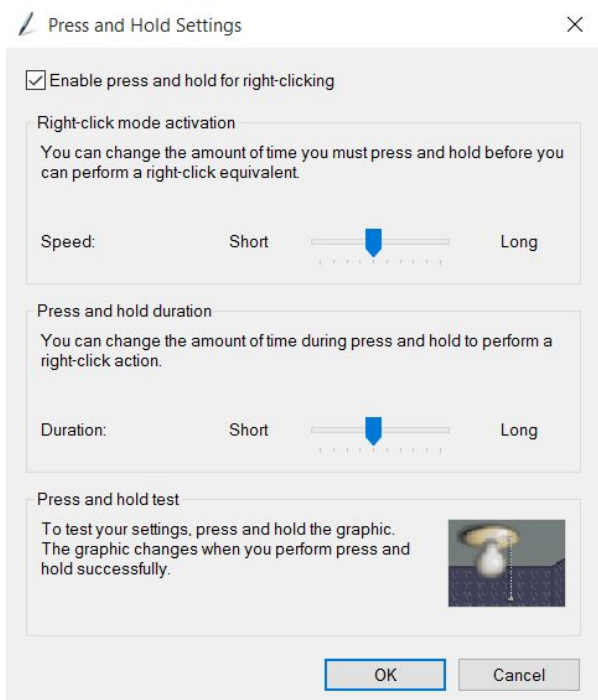 Press and Hold Settings
Enable press and hold for right-clicking
Right-click mode activation
You can change the amount of time you must press and hold before you
can perform a right-click equivalent.
Speed: Short Long
Press and hold duration
You can change the amount of time during press and hold to perform a
right-click action.
Duration: Short Long
Press and hold test
To test your settings, press and hold the graphic.
The graphic changes when you perform press and
hold successfully.
OK Cancel